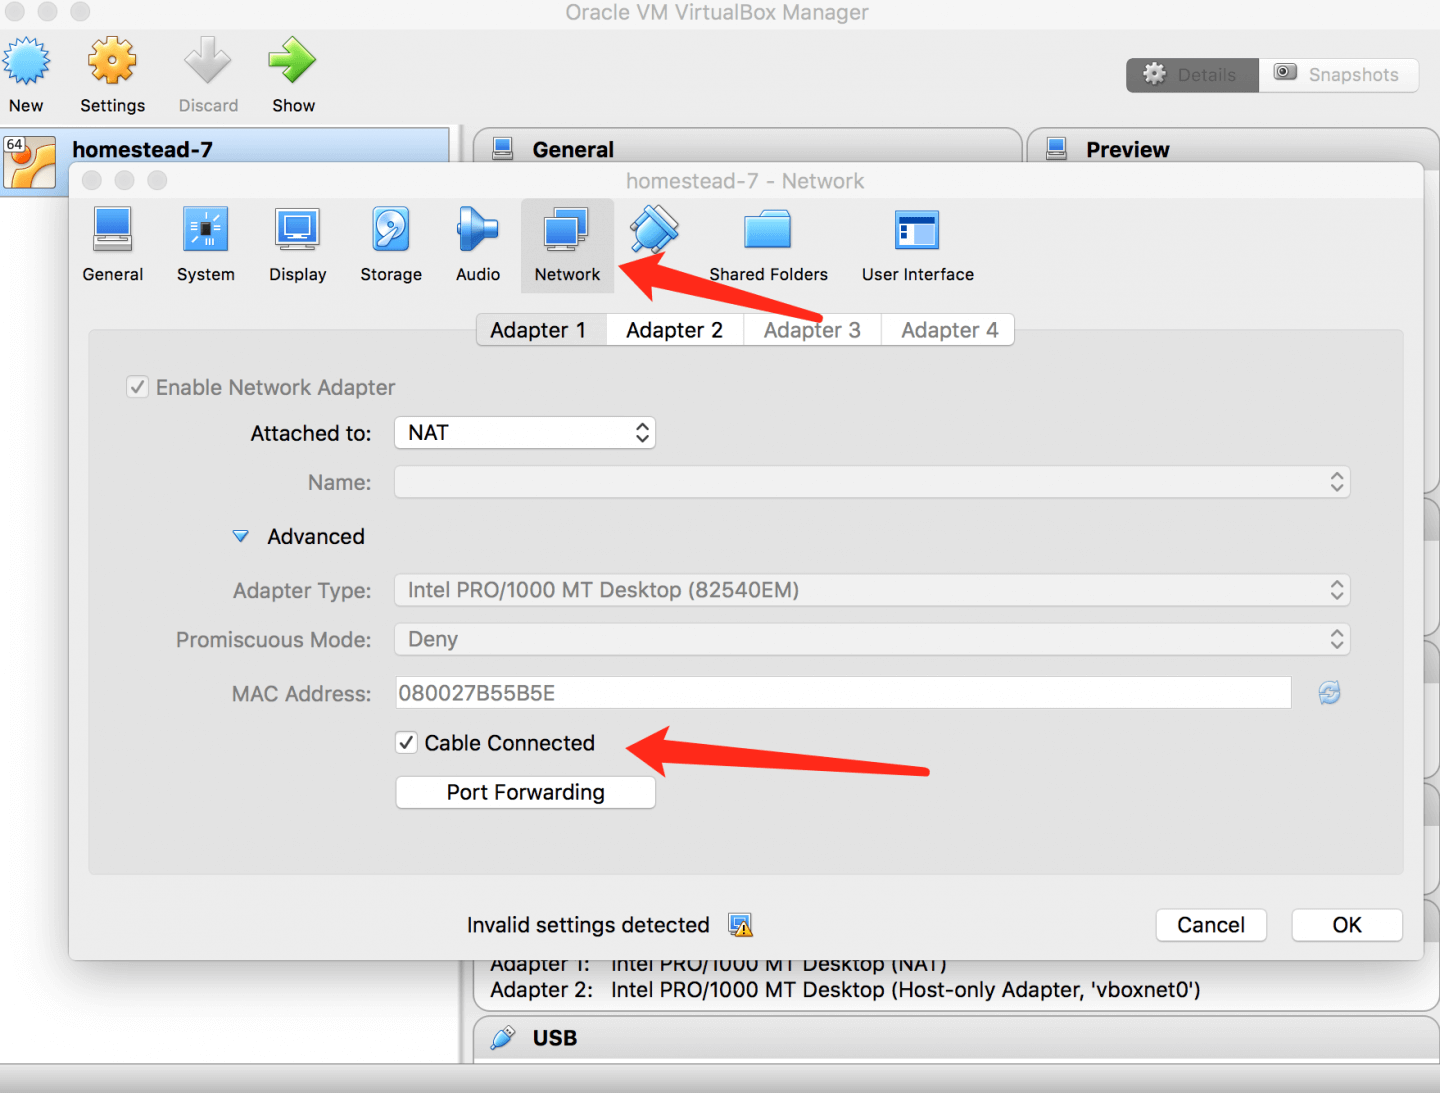 Oracle VM VirtualBox Manager
New
Settings
Discard
Show
Details
Snapshots
64
homestead-7
General
Preview
homestead-7 - Network
General
System
Display
Storage
Audio
Network
Shared Folders
User Interface
Adapter 1
Adapter 2
Adapter 3
Adapter 4
Enable Network Adapter
Attached to: NAT
Name:
Advanced
Adapter Type: Intel PRO/1000 MT Desktop (82540EM)
Promiscuous Mode: Deny
MAC Address: 080027B55B5E
Cable Connected
Port Forwarding
Invalid settings detected
Cancel
OK
Adapter 1: Intel PRO/1000 MT Desktop (NAT)
Adapter 2: Intel PRO/1000 MT Desktop (Host-only Adapter, 'vboxnet0')
USB